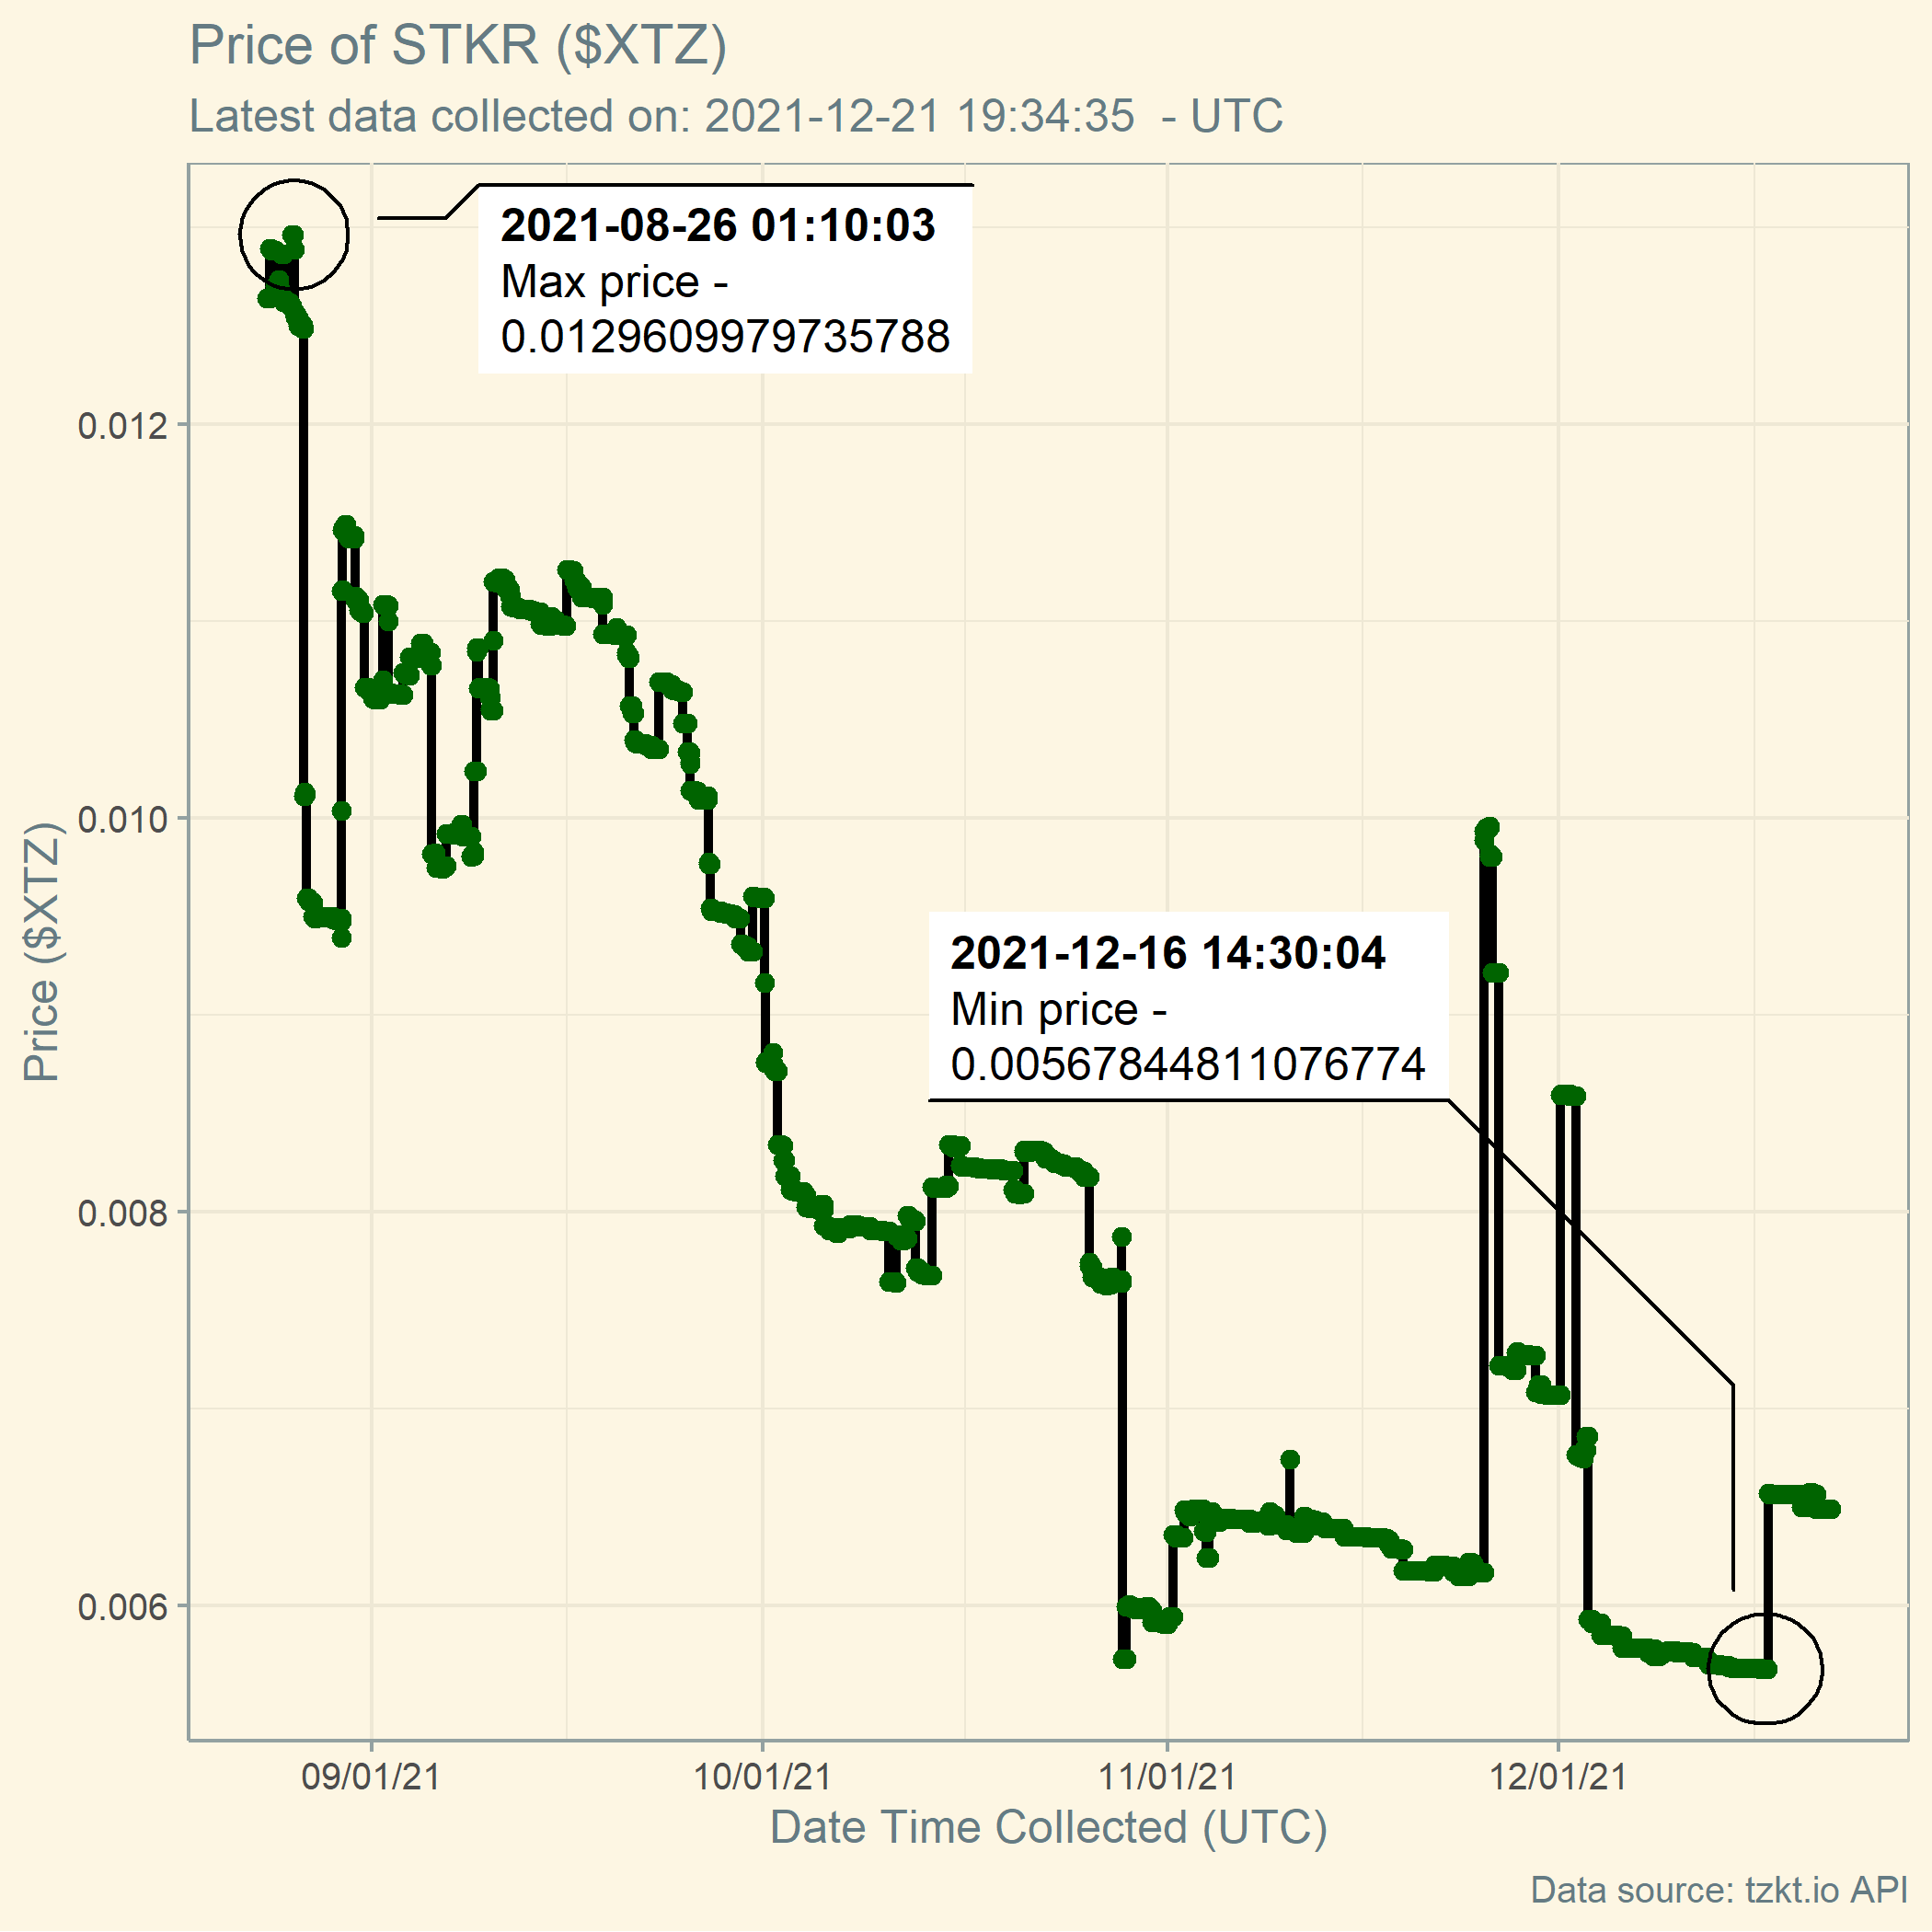 Price of STKR ($XTZ)
Latest data collected on: 2021-12-21 19:34:35  - UTC
2021-08-26 01:10:03
Max price -
0.0129609979735788
0.012
0.010
0.008
0.006
Price ($XTZ)
2021-12-16 14:30:04
Min price -
0.00567844811076774
09/01/21
10/01/21
11/01/21
12/01/21
Date Time Collected (UTC)
Data source: tzkt.io API